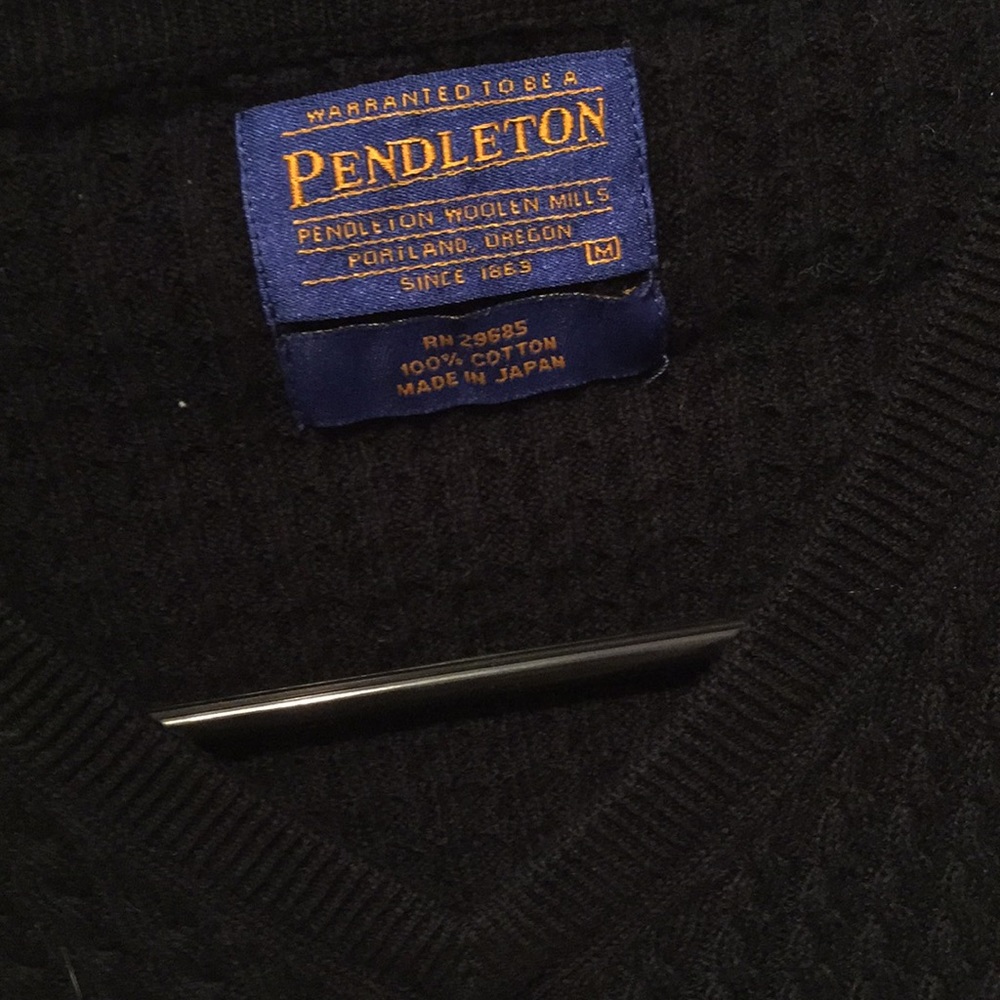 WARRANTED TO BE A
PENDLETON
PENDLETON WOOLEN MILLS
PORTLAND, OREGON
M
SINCE 1863
RN 29685
100% COTTON
MADE IN JAPAN